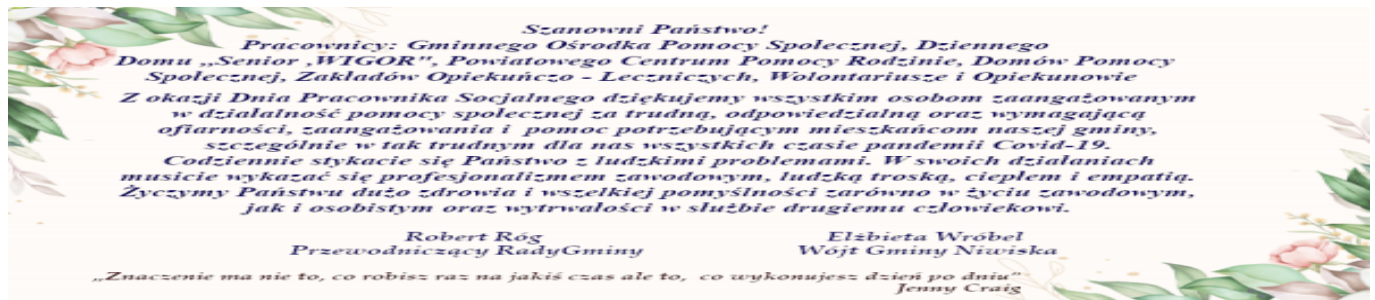 Szanowni Państwo!
Pracownicy: Gminnego Ośrodka Pomocy Społecznej, Dziennego
Domu „Senior ‚WIGOR", Powiatowego Centrum Pomocy Rodzinie, Domów Pomocy
Społecznej, Zakładów Opiekuńczo - Leczniczych, Wolontariusze i Opiekunowie
Z okazji Dnia Pracownika Socjalnego dziękujemy wszystkim osobom zaangażowanym
w działalność pomocy społecznej za trudną, odpowiedzialną oraz wymagającą
ofiarności, zaangażowania i pomoc potrzebującym mieszkańcom naszej gminy,
szczególnie w tak trudnym dla nas wszystkich czasie pandemii Covid-19.
Codziennie stykacie się Państwo z ludzkimi problemami. W swoich działaniach
musicie wykazać się profesjonalizmem zawodowym, ludzką troską, ciepłem i empatią.
Życzymy Państwu dużo zdrowia i wszelkiej pomyślności zarówno w życiu zawodowym,
jak i osobistym oraz wytrwałości w służbie drugiemu człowiekowi.
Robert Róg
Przewodniczący RadyGminy
Elżbieta Wróbel
Wójt Gminy Niwiska
„Znaczenie ma nie to, co robisz raz na jakiś czas ale to, co wykonujesz dzień po dniu"
Jenny Craig